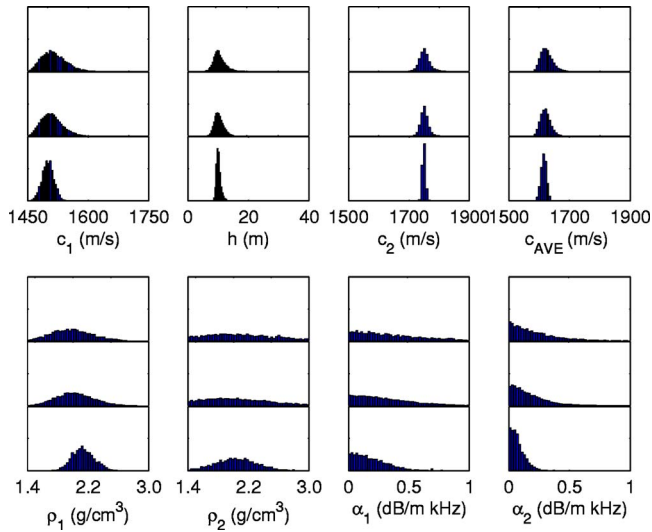 1450 1600 1750 0 20 40 1500 1700 1900 1500 1700 1900
c₁ (m/s) h (m) c₂ (m/s) c_AVE (m/s)
1.4 2.2 3.0 1.4 2.2 3.0 0 0.5 1 0 0.5 1
ρ₁ (g/cm³) ρ₂ (g/cm³) α₁ (dB/m kHz) α₂ (dB/m kHz)